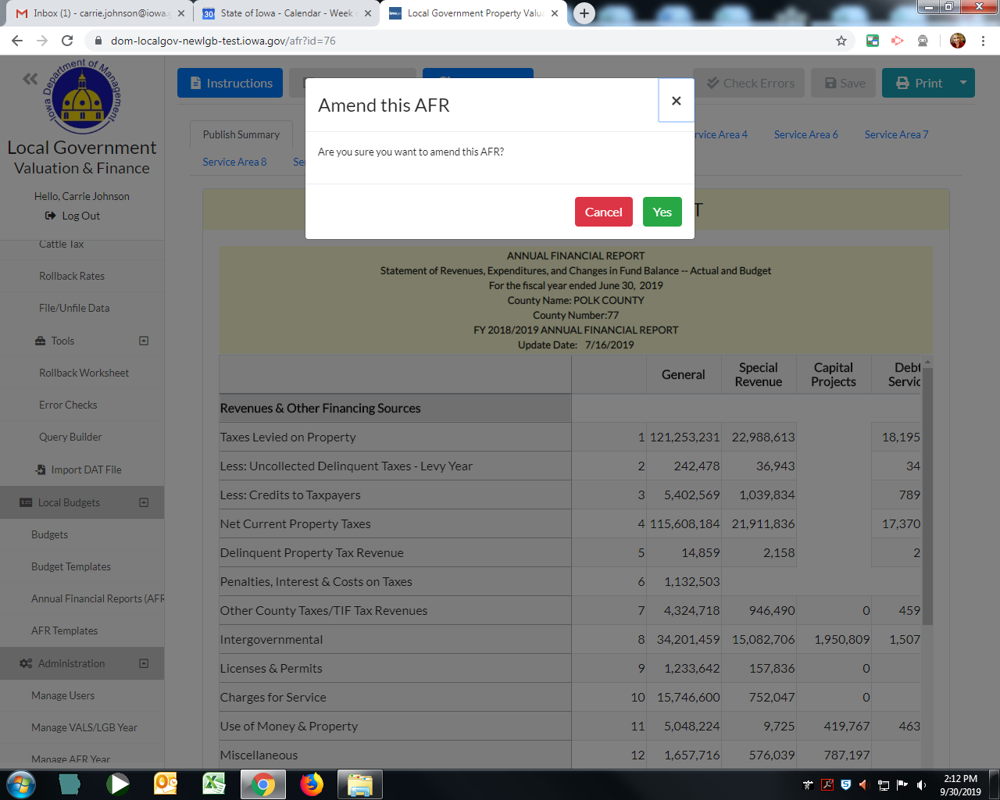 Inbox (1) - carrie.johnson@iowa.g
State of Iowa - Calendar - Week
Local Government Property Valua
dom-localgov-newlgb-test.iowa.gov/afr?id=76
Iowa Department of Management
Local Government
Valuation & Finance
Hello, Carrie Johnson
Log Out
Cattle Tax
Rollback Rates
File/Unfile Data
Tools
Rollback Worksheet
Error Checks
Query Builder
Import DAT File
Local Budgets
Budgets
Budget Templates
Annual Financial Reports (AFR
AFR Templates
Administration
Manage Users
Manage VALS/LGB Year
Manage AFR Year
Instructions
Check Errors
Save
Print
Amend this AFR
×
Are you sure you want to amend this AFR?
Cancel
Yes
Publish Summary
rvice Area 4
Service Area 6
Service Area 7
Service Area 8
Se
T
ANNUAL FINANCIAL REPORT
Statement of Revenues, Expenditures, and Changes in Fund Balance -- Actual and Budget
For the fiscal year ended June 30, 2019
County Name: POLK COUNTY
County Number:77
FY 2018/2019 ANNUAL FINANCIAL REPORT
Update Date: 7/16/2019
General Special Revenue Capital Projects Debt Servic
Revenues & Other Financing Sources
Taxes Levied on Property 1 121,253,231 22,988,613 18,195
Less: Uncollected Delinquent Taxes - Levy Year 2 242,478 36,943 34
Less: Credits to Taxpayers 3 5,402,569 1,039,834 789
Net Current Property Taxes 4 115,608,184 21,911,836 17,370
Delinquent Property Tax Revenue 5 14,859 2,158 2
Penalties, Interest & Costs on Taxes 6 1,132,503
Other County Taxes/TIF Tax Revenues 7 4,324,718 946,490 0 459
Intergovernmental 8 34,201,459 15,082,706 1,950,809 1,507
Licenses & Permits 9 1,233,642 157,836 0
Charges for Service 10 15,746,600 752,047 0
Use of Money & Property 11 5,048,224 9,725 419,767 463
Miscellaneous 12 1,657,716 576,039 787,197
2:12 PM
9/30/2019